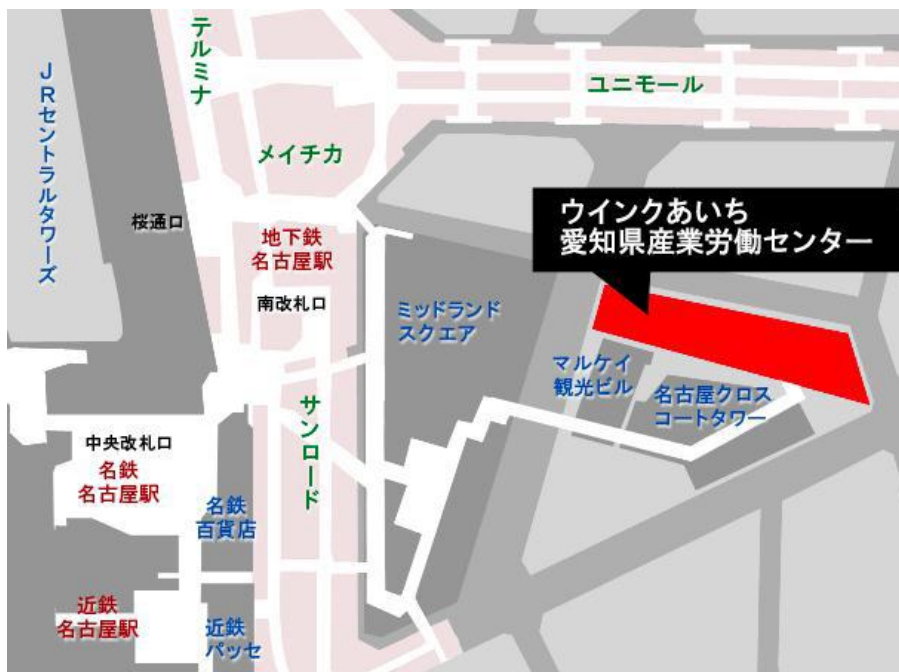 テルミナ
JRセントラルタワーズ
ユニモール
メイチカ
桜通口
地下鉄
名古屋駅
南改札口
ウインクあいち
愛知県産業労働センター
ミッドランド
スクエア
マルケイ
観光ビル
名古屋クロス
コートタワー
サンロード
中央改札口
名鉄
名古屋駅
名鉄
百貨店
近鉄
名古屋駅
近鉄
パッセ